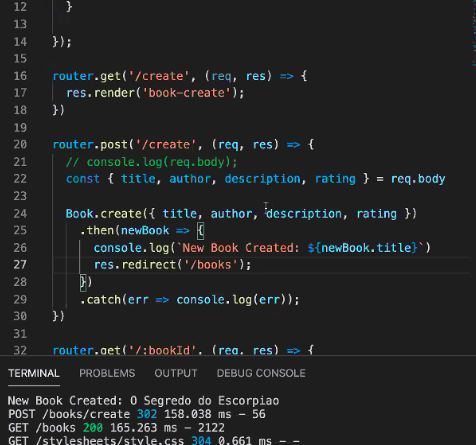 12 }
13
14 });
15
16 router.get('/create', (req, res) => {
17 res.render('book-create');
18 })
19
20 router.post('/create', (req, res) => {
21 // console.log(req.body);
22 const { title, author, description, rating } = req.body
23
24 Book.create({ title, author, description, rating })
25 .then(newBook => {
26 console.log(`New Book Created: ${newBook.title}`)
27 res.redirect('/books');
28 })
29 .catch(err => console.log(err));
30 })
31
32 router.get('/:bookId', (req, res) => {
TERMINAL PROBLEMS OUTPUT DEBUG CONSOLE
New Book Created: O Segredo do Escorpiao
POST /books/create 302 158.038 ms - 56
GET /books 200 165.263 ms - 2122
GET /stylesheets/style.css 304 0.661 ms - -